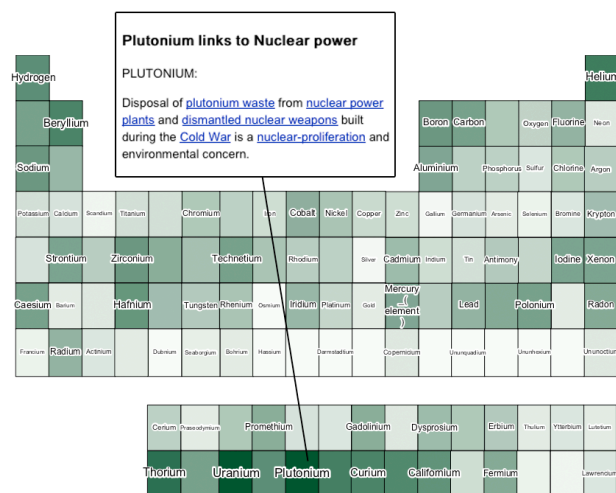 Plutonium links to Nuclear power
PLUTONIUM:
Disposal of plutonium waste from nuclear power
plants and dismantled nuclear weapons built
during the Cold War is a nuclear-proliferation and
environmental concern.
Hydrogen Helium
Beryllium Boron Carbon Oxygen Fluorine Neon
Sodium Aluminium Phosphorus Sulfur Chlorine Argon
Potassium Calcium Scandium Titanium Chromium Iron Cobalt Nickel Copper Zinc Gallium Germanium Arsenic Selenium Bromine Krypton
Strontium Zirconium Technetium Rhodium Silver Cadmium Indium Tin Antimony Iodine Xenon
Caesium Barium Hafnium Tungsten Rhenium Osmium Iridium Platinum Gold Mercury_( element ) Lead Polonium Radon
Francium Radium Actinium Dubnium Seaborgium Bohrium Hassium Darmstadtium Copernicium Ununquadium Ununhexium Ununoctium
Cerium Praseodymium Promethium Gadolinium Dysprosium Erbium Thulium Ytterbium Lutetium
Thorium Uranium Plutonium Curium Californium Fermium Lawrencium